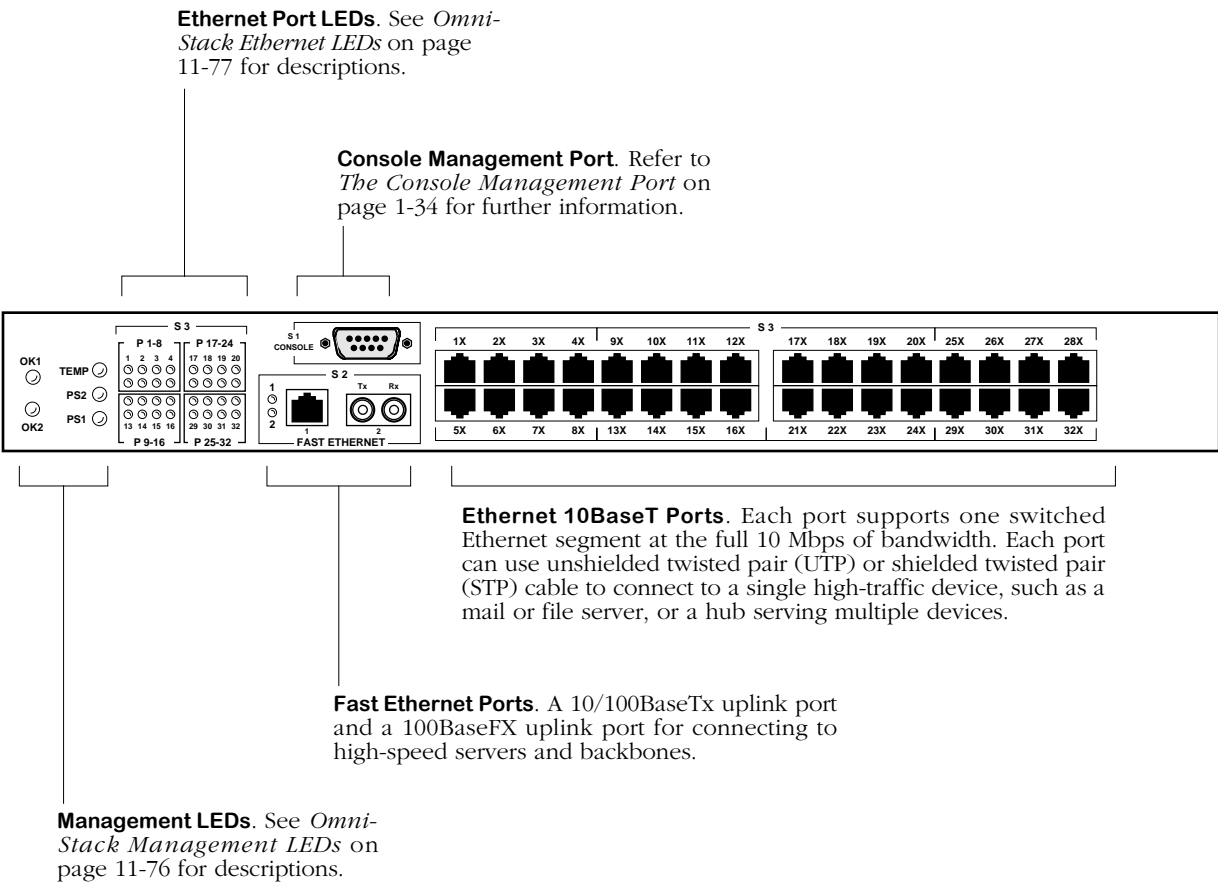 Ethernet Port LEDs. See Omni-
Stack Ethernet LEDs on page
11-77 for descriptions.
Console Management Port. Refer to
The Console Management Port on
page 1-34 for further information.
OK1
OK2
TEMP
PS2
PS1
S 3
P 1-8 P 17-24
1 2 3 4 17 18 19 20
13 14 15 16 29 30 31 32
P 9-16 P 25-32
S 1
CONSOLE
S 2
1
2
Tx Rx
1 2
FAST ETHERNET
S 3
1X 2X 3X 4X 9X 10X 11X 12X 17X 18X 19X 20X 25X 26X 27X 28X
5X 6X 7X 8X 13X 14X 15X 16X 21X 22X 23X 24X 29X 30X 31X 32X
Ethernet 10BaseT Ports. Each port supports one switched
Ethernet segment at the full 10 Mbps of bandwidth. Each port
can use unshielded twisted pair (UTP) or shielded twisted pair
(STP) cable to connect to a single high-traffic device, such as a
mail or file server, or a hub serving multiple devices.
Fast Ethernet Ports. A 10/100BaseTx uplink port
and a 100BaseFX uplink port for connecting to
high-speed servers and backbones.
Management LEDs. See Omni-
Stack Management LEDs on
page 11-76 for descriptions.